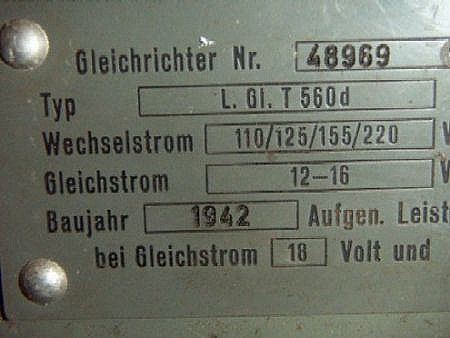 Gleichrichter Nr. 48969
Typ L. Gl. T 560d
Wechselstrom 110/125/155/220 V
Gleichstrom 12-16 V
Baujahr 1942 Aufgen. Leist
bei Gleichstrom 18 Volt und